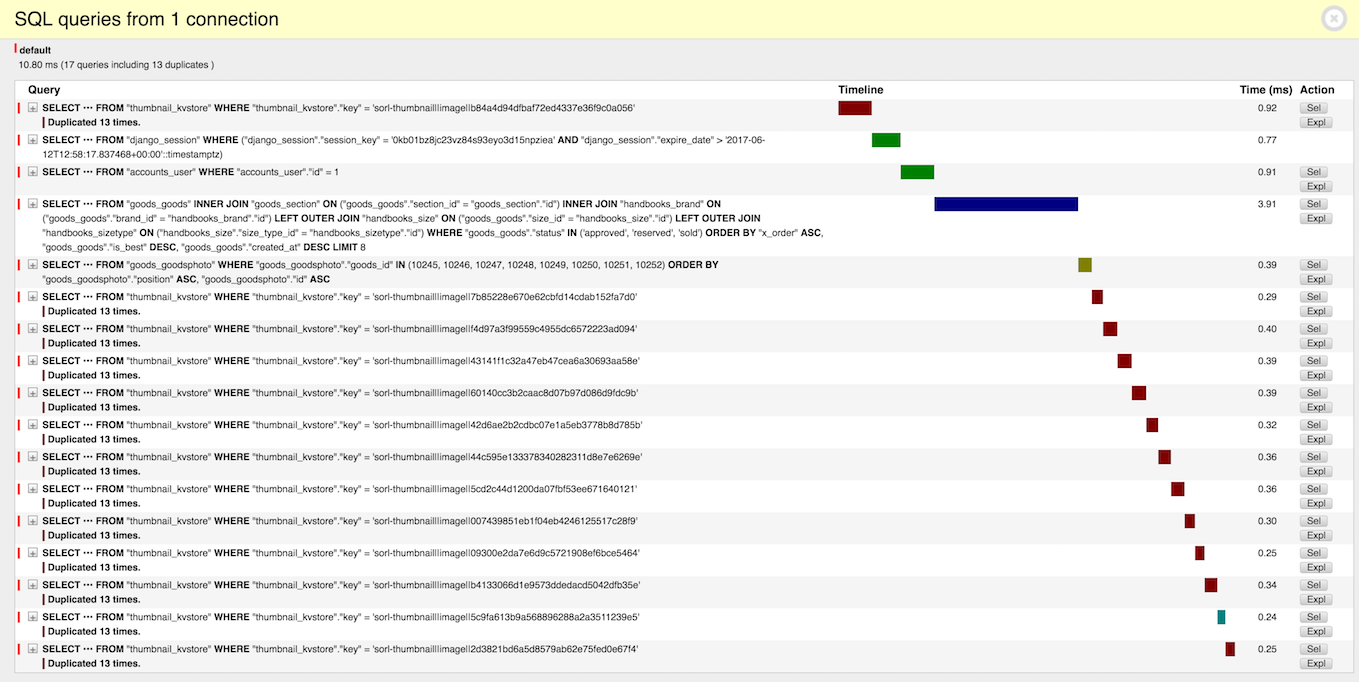 SQL queries from 1 connection
default
10.80 ms (17 queries including 13 duplicates )
Query Timeline Time (ms) Action
SELECT ••• FROM "thumbnail_kvstore" WHERE "thumbnail_kvstore"."key" = 'sorl-thumbnail||image||b84a4d94dfbaf72ed4337e36f9c0a056' 0.92 Sel
Duplicated 13 times. Expl
SELECT ••• FROM "django_session" WHERE ("django_session"."session_key" = '0kb01bz8jc23vz84s93eyo3d15npziea' AND "django_session"."expire_date" > '2017-06- 0.77
12T12:58:17.837468+00:00'::timestamptz)
SELECT ••• FROM "accounts_user" WHERE "accounts_user"."id" = 1 0.91 Sel
Expl
SELECT ••• FROM "goods_goods" INNER JOIN "goods_section" ON ("goods_goods"."section_id" = "goods_section"."id") INNER JOIN "handbooks_brand" ON 3.91 Sel
("goods_goods"."brand_id" = "handbooks_brand"."id") LEFT OUTER JOIN "handbooks_size" ON ("goods_goods"."size_id" = "handbooks_size"."id") LEFT OUTER JOIN Expl
"handbooks_sizetype" ON ("handbooks_size"."size_type_id" = "handbooks_sizetype"."id") WHERE "goods_goods"."status" IN ('approved', 'reserved', 'sold') ORDER BY "x_order" ASC,
"goods_goods"."is_best" DESC, "goods_goods"."created_at" DESC LIMIT 8
SELECT ••• FROM "goods_goodsphoto" WHERE "goods_goodsphoto"."goods_id" IN (10245, 10246, 10247, 10248, 10249, 10250, 10251, 10252) ORDER BY 0.39 Sel
"goods_goodsphoto"."position" ASC, "goods_goodsphoto"."id" ASC Expl
SELECT ••• FROM "thumbnail_kvstore" WHERE "thumbnail_kvstore"."key" = 'sorl-thumbnail||image||7b85228e670e62cbfd14cdab152fa7d0' 0.29 Sel
Duplicated 13 times. Expl
SELECT ••• FROM "thumbnail_kvstore" WHERE "thumbnail_kvstore"."key" = 'sorl-thumbnail||image||f4d97a3f99559c4955dc6572223ad094' 0.40 Sel
Duplicated 13 times. Expl
SELECT ••• FROM "thumbnail_kvstore" WHERE "thumbnail_kvstore"."key" = 'sorl-thumbnail||image||43141f1c32a47eb47cea6a30693aa58e' 0.39 Sel
Duplicated 13 times. Expl
SELECT ••• FROM "thumbnail_kvstore" WHERE "thumbnail_kvstore"."key" = 'sorl-thumbnail||image||60140cc3b2caac8d07b97d086d9fdc9b' 0.39 Sel
Duplicated 13 times. Expl
SELECT ••• FROM "thumbnail_kvstore" WHERE "thumbnail_kvstore"."key" = 'sorl-thumbnail||image||42d6ae2b2cdbc07e1a5eb3778b8d785b' 0.32 Sel
Duplicated 13 times. Expl
SELECT ••• FROM "thumbnail_kvstore" WHERE "thumbnail_kvstore"."key" = 'sorl-thumbnail||image||44c595e133378340282311d8e7e6269e' 0.36 Sel
Duplicated 13 times. Expl
SELECT ••• FROM "thumbnail_kvstore" WHERE "thumbnail_kvstore"."key" = 'sorl-thumbnail||image||5cd2c44d1200da07fbf53ee671640121' 0.36 Sel
Duplicated 13 times. Expl
SELECT ••• FROM "thumbnail_kvstore" WHERE "thumbnail_kvstore"."key" = 'sorl-thumbnail||image||007439851eb1f04eb4246125517c28f9' 0.30 Sel
Duplicated 13 times. Expl
SELECT ••• FROM "thumbnail_kvstore" WHERE "thumbnail_kvstore"."key" = 'sorl-thumbnail||image||09300e2da7e6d9c5721908ef6bce5464' 0.25 Sel
Duplicated 13 times. Expl
SELECT ••• FROM "thumbnail_kvstore" WHERE "thumbnail_kvstore"."key" = 'sorl-thumbnail||image||b4133066d1e9573ddedacd5042dfb35e' 0.34 Sel
Duplicated 13 times. Expl
SELECT ••• FROM "thumbnail_kvstore" WHERE "thumbnail_kvstore"."key" = 'sorl-thumbnail||image||5c9fa613b9a568896288a2a3511239e5' 0.24 Sel
Duplicated 13 times. Expl
SELECT ••• FROM "thumbnail_kvstore" WHERE "thumbnail_kvstore"."key" = 'sorl-thumbnail||image||2d3821bd6a5d8579ab62e75fed0e67f4' 0.25 Sel
Duplicated 13 times. Expl